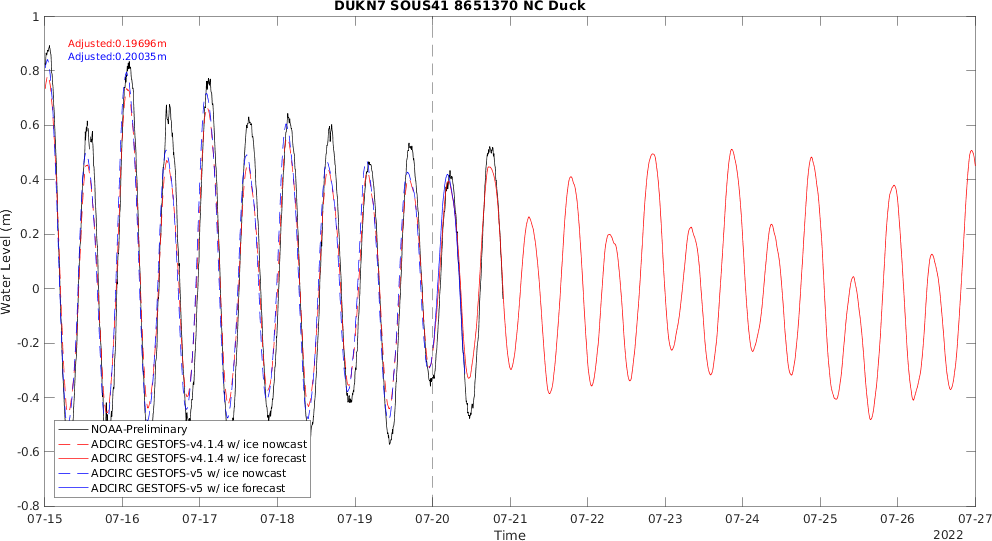 DUKN7 SOUS41 8651370 NC Duck
Adjusted:0.19696m
Adjusted:0.20035m
Water Level (m)
1
0.8
0.6
0.4
0.2
0
-0.2
-0.4
-0.6
-0.8
NOAA-Preliminary
ADCIRC GESTOFS-v4.1.4 w/ ice nowcast
ADCIRC GESTOFS-v4.1.4 w/ ice forecast
ADCIRC GESTOFS-v5 w/ ice nowcast
ADCIRC GESTOFS-v5 w/ ice forecast
07-15 07-16 07-17 07-18 07-19 07-20 07-21 07-22 07-23 07-24 07-25 07-26 07-27
Time
2022